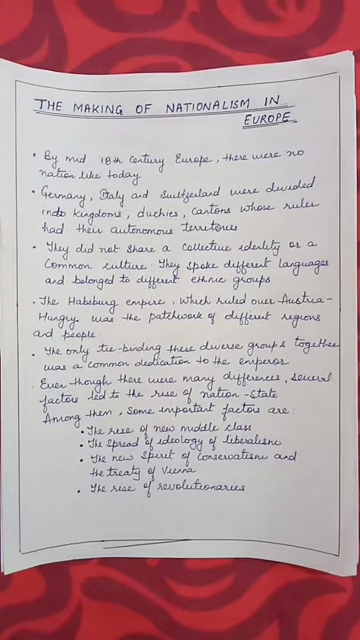 THE MAKING OF NATIONALISM IN
EUROPE
• By mid 18th Century Europe, there were no
nation like today
• Germany, Italy and Switzerland were divided
into kingdoms, duchies, cantons whose ruler
had their autonomous territories
• They did not share a collective identity or a
common culture. They spoke different languages
and belonged to different ethnic groups
• The Habsburg empire, which ruled over Austria-
Hungry. was the patchwork of different regions
and people.
• The only tie-binding these diverse groups together
was a common dedication to the emperor
• Even though there were many differences, several
factors led to the rise of nation-State
Among them, Some important factors are:
• The rise of new middle class
• The spread of ideology of liberalism
• The new Spirit of conservatism and
the treaty of Vienna
• The rise of revolutionaries